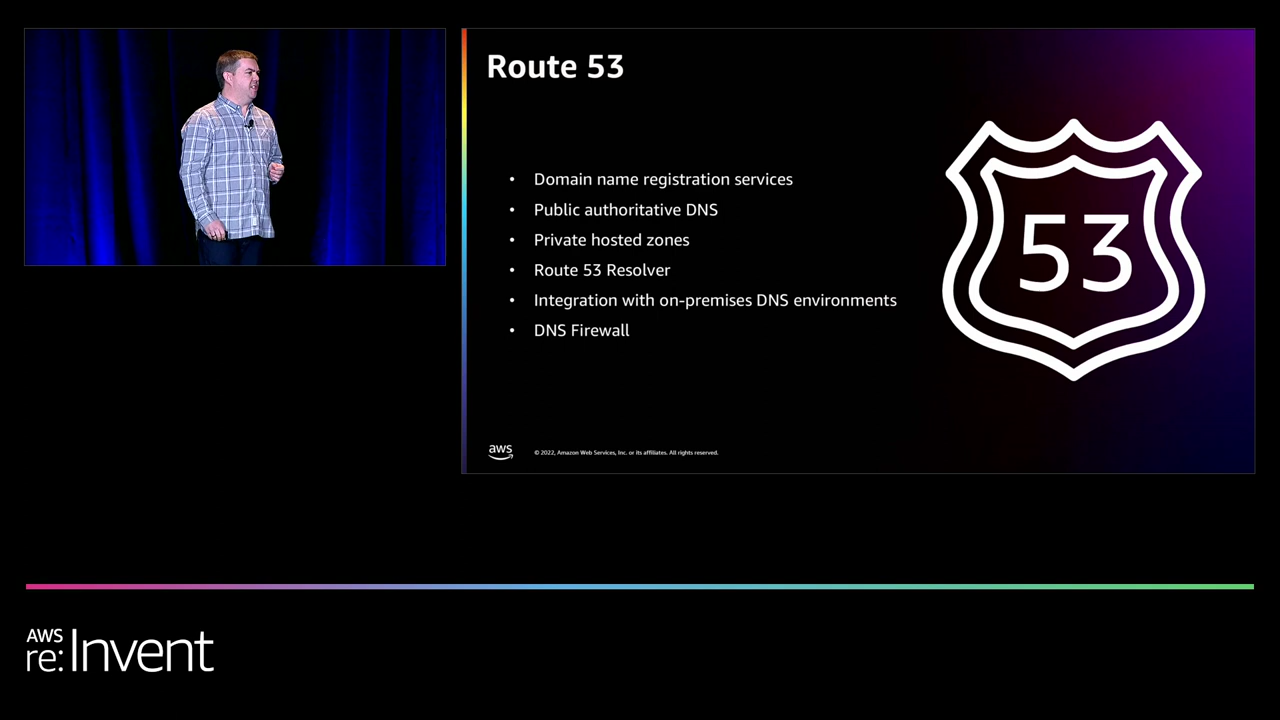 Route 53
• Domain name registration services
• Public authoritative DNS
• Private hosted zones
• Route 53 Resolver
• Integration with on-premises DNS environments
• DNS Firewall
53
aws
© 2022, Amazon Web Services, Inc. or its affiliates. All rights reserved.
AWS
re:Invent